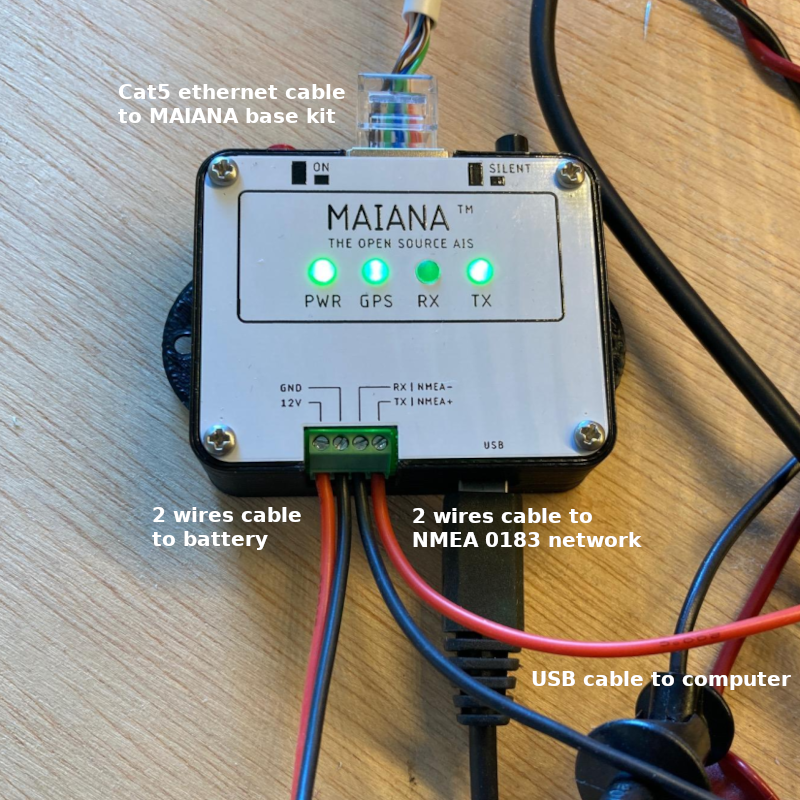 Cat5 ethernet cable
to MAIANA base kit
ON
SILENT
MAIANA™
THE OPEN SOURCE AIS
PWR GPS RX TX
GND
RX | NMEA-
12V
TX | NMEA+
USB
2 wires cable
to battery
2 wires cable to
NMEA 0183 network
USB cable to computer